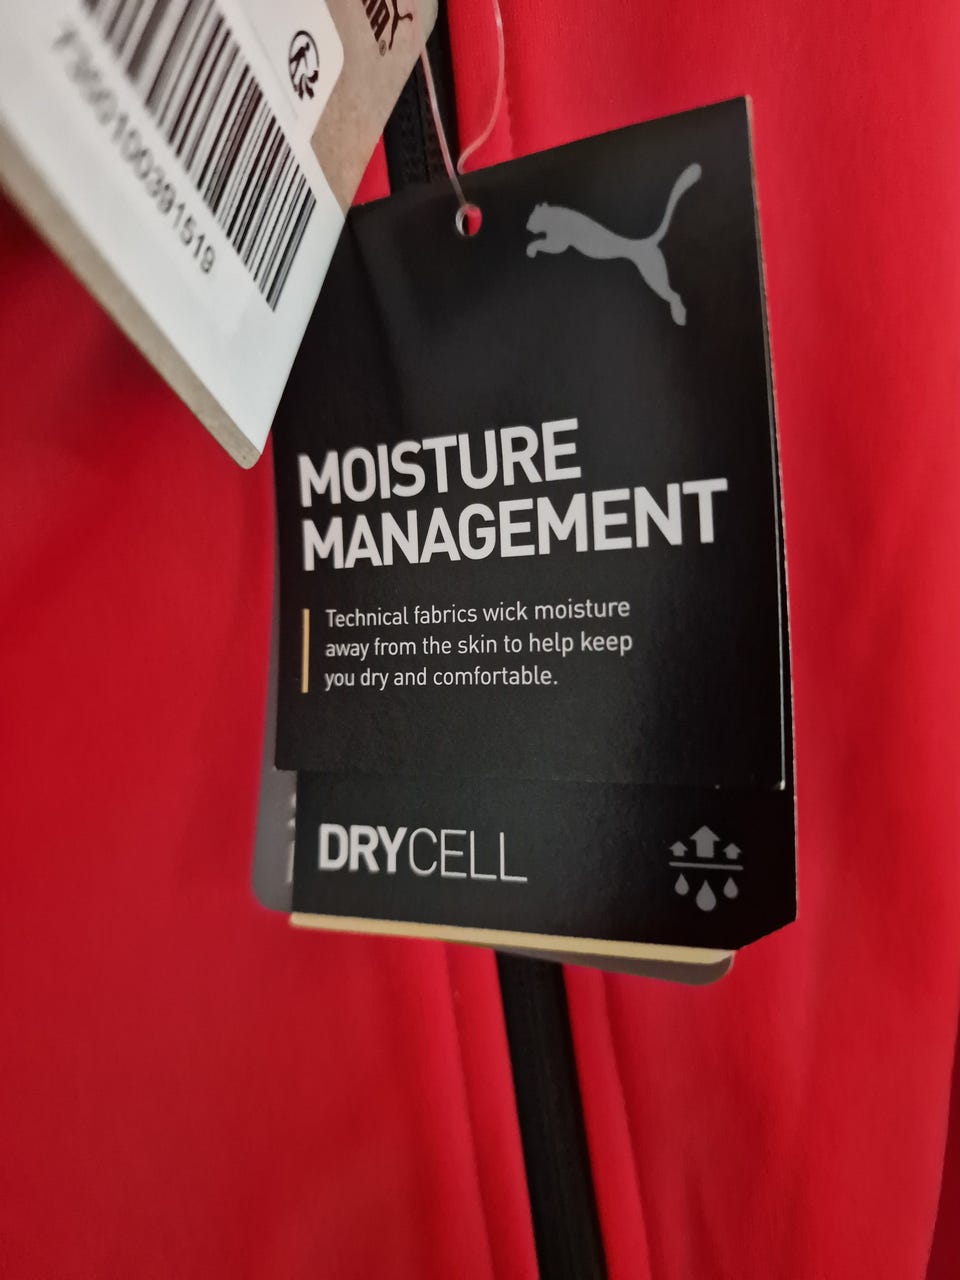 MOISTURE
MANAGEMENT
Technical fabrics wick moisture
away from the skin to help keep
you dry and comfortable.
DRYCELL